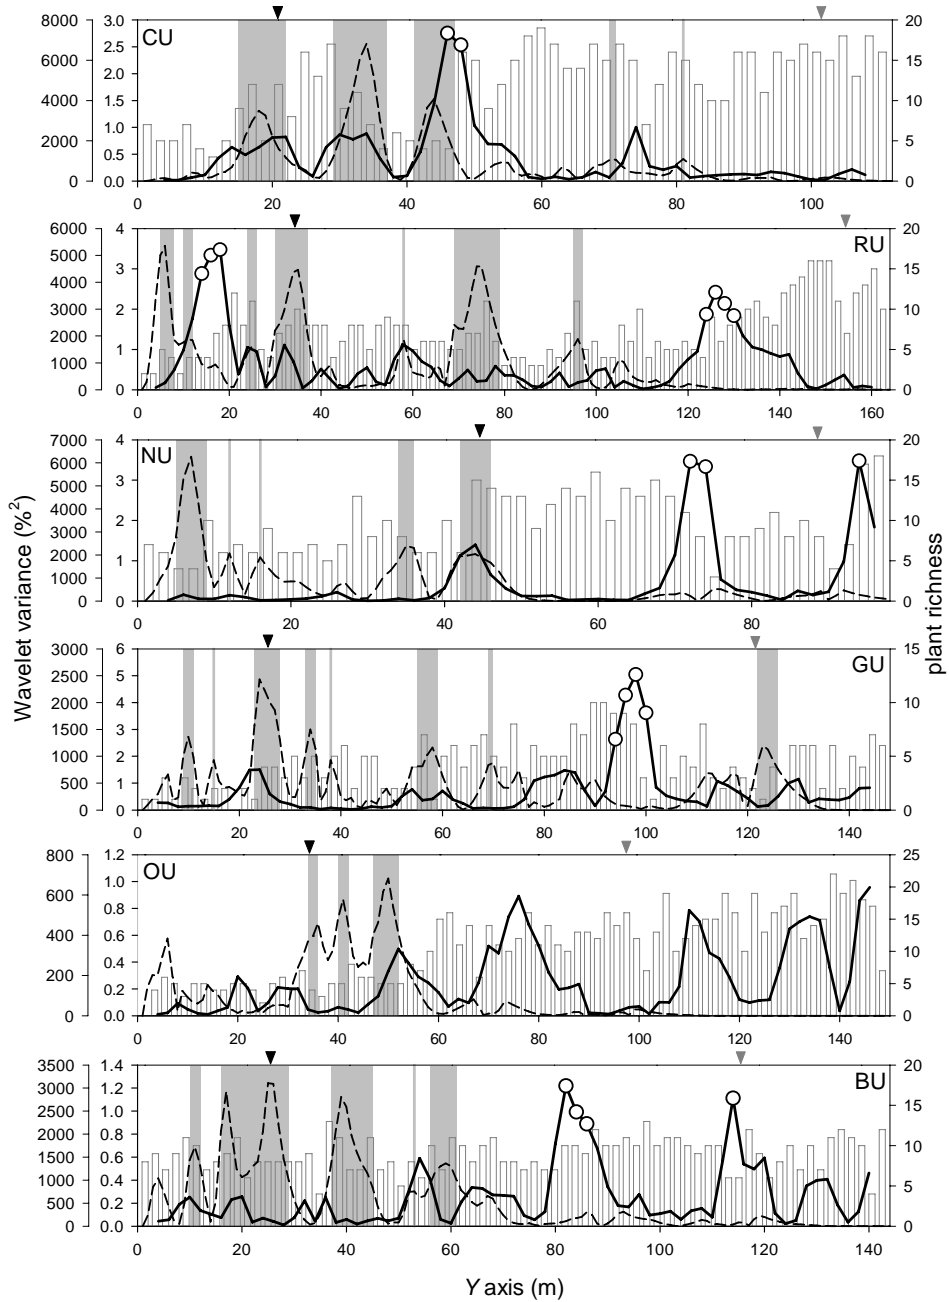 8000 3.0 CU 20
2.5
6000 2.0 15
4000 1.5 10
1.0
2000 0.5 5
0 0.0 0
0 20 40 60 80 100
6000 4 RU 20
5000 3 15
4000
3000 2 10
2000
1000 1 5
0 0 0
0 20 40 60 80 100 120 140 160
7000 4 NU 20
6000
5000 3 15
4000
3000 2 10
2000 1 5
1000
0 0 0
0 20 40 60 80
Wavelet variance (%²)
plant richness
3000 6 GU 15
2500 5
2000 4 10
1500 3
1000 2 5
500 1
0 0 0
0 20 40 60 80 100 120 140
800 1.2 OU 25
1.0 20
600 0.8
15
400 0.6
10
0.4
200 0.2 5
0 0.0 0
0 20 40 60 80 100 120 140
3500 1.4 BU 20
3000 1.2
2500 1.0 15
2000 0.8
1500 0.6 10
1000 0.4 5
500 0.2
0 0.0 0
0 20 40 60 80 100 120 140
Y axis (m)